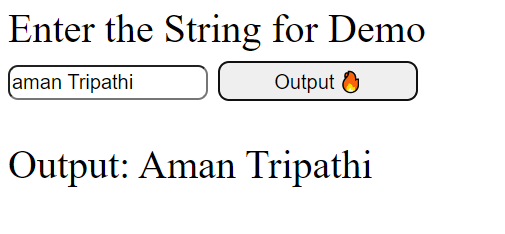 Enter the String for Demo
aman Tripathi Output 🔥
Output: Aman Tripathi